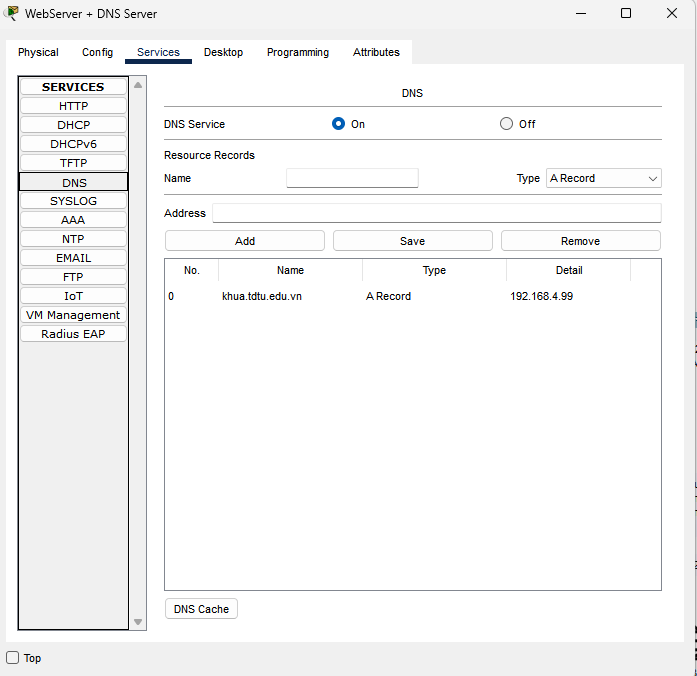 WebServer + DNS Server
Physical Config Services Desktop Programming Attributes
SERVICES
HTTP
DHCP
DHCPv6
TFTP
DNS
SYSLOG
AAA
NTP
EMAIL
FTP
IoT
VM Management
Radius EAP
DNS
DNS Service On Off
Resource Records
Name Type A Record
Address
Add Save Remove
No. Name Type Detail
0 khua.tdtu.edu.vn A Record 192.168.4.99
DNS Cache
Top